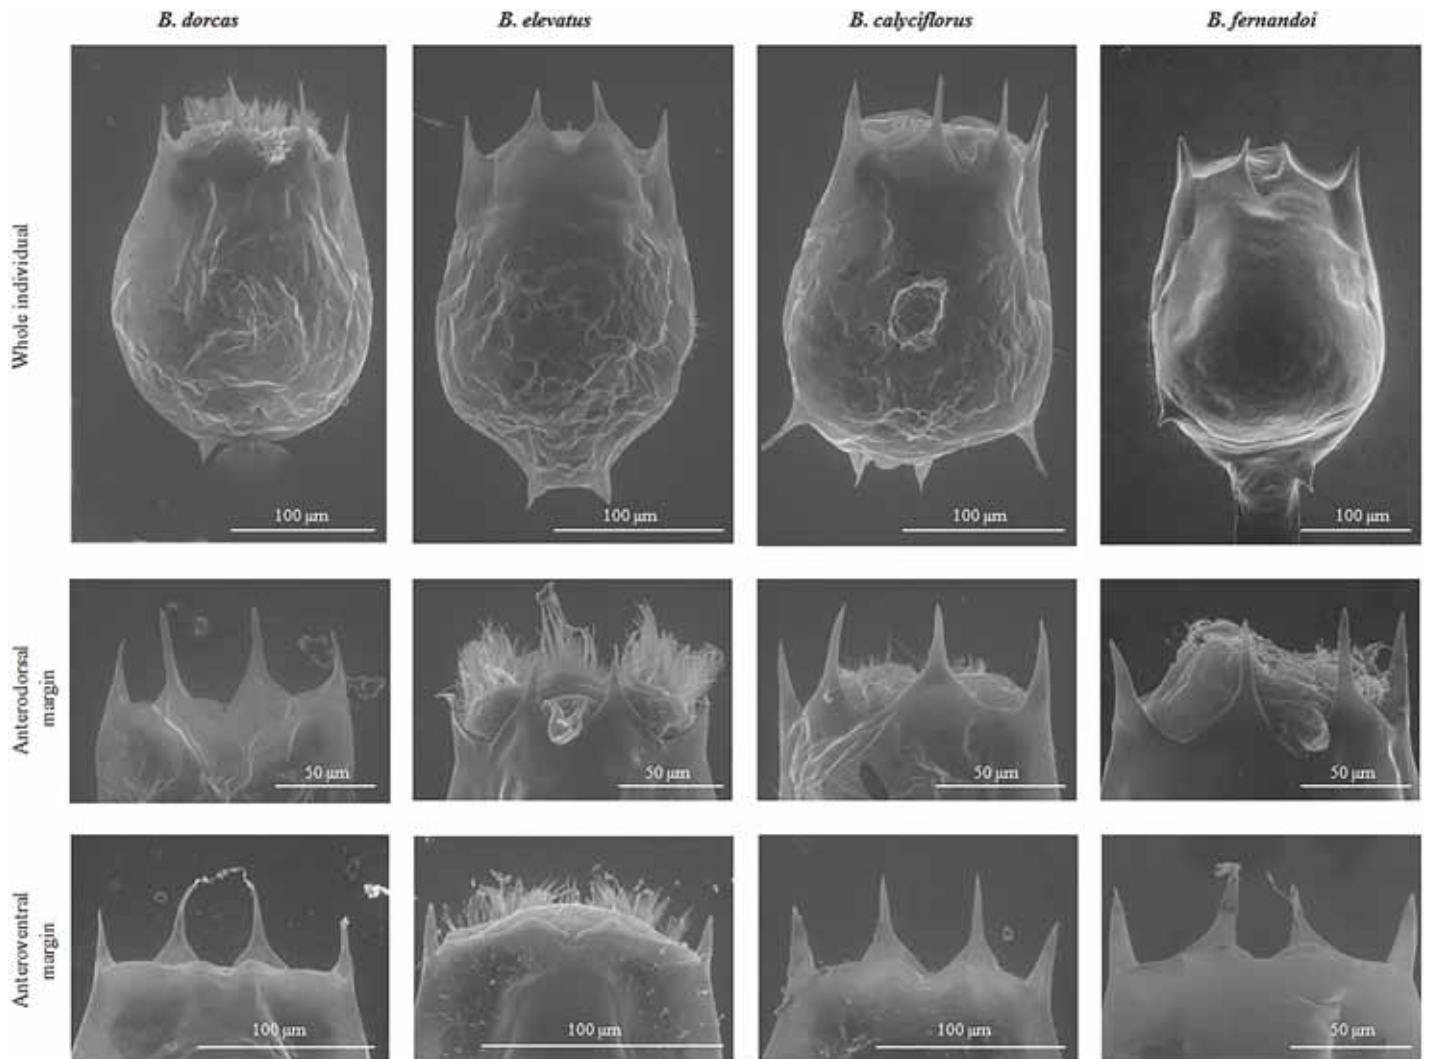 B. dorcas B. elevatus B. calyciflorus B. fernandoi
Whole individual
100 µm 100 µm 100 µm 100 µm
Anterodorsal
margin
50 µm 50 µm 50 µm 50 µm
Anteroventral
margin
100 µm 100 µm 100 µm 50 µm